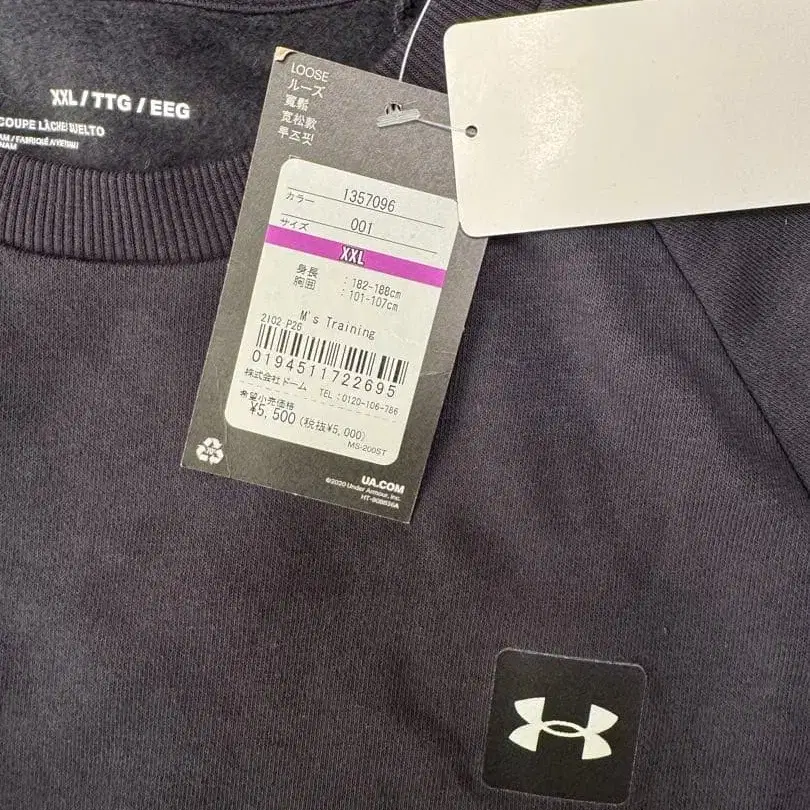 XXL / TTG / EEG
COUPE LÂCHE/ SUELTO
LOOSE
ルーズ
寬鬆
宽松款
루즈핏
1357096
カラー 001
サイズ
XXL
身長 : 182-188cm
胸囲 : 101-107cm
M's Training
2102 P26
0194511722695
株式会社ドーム TEL : 0120-106-786
希望小売価格
¥5,500 (税抜¥5,000)
MS-200ST
UA.COM
©2020 Under Armour, Inc.